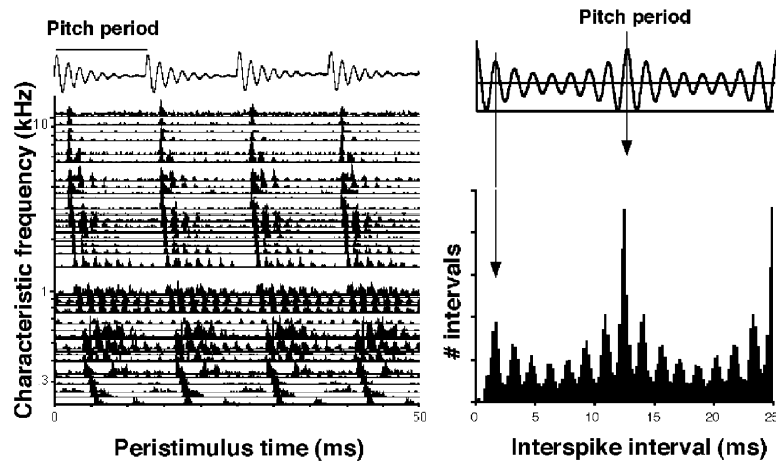 Pitch period
Characteristic frequency (kHz)
10
1
.3
0
50
Peristimulus time (ms)
Pitch period
# intervals
0
5
10
15
20
25
Interspike interval (ms)